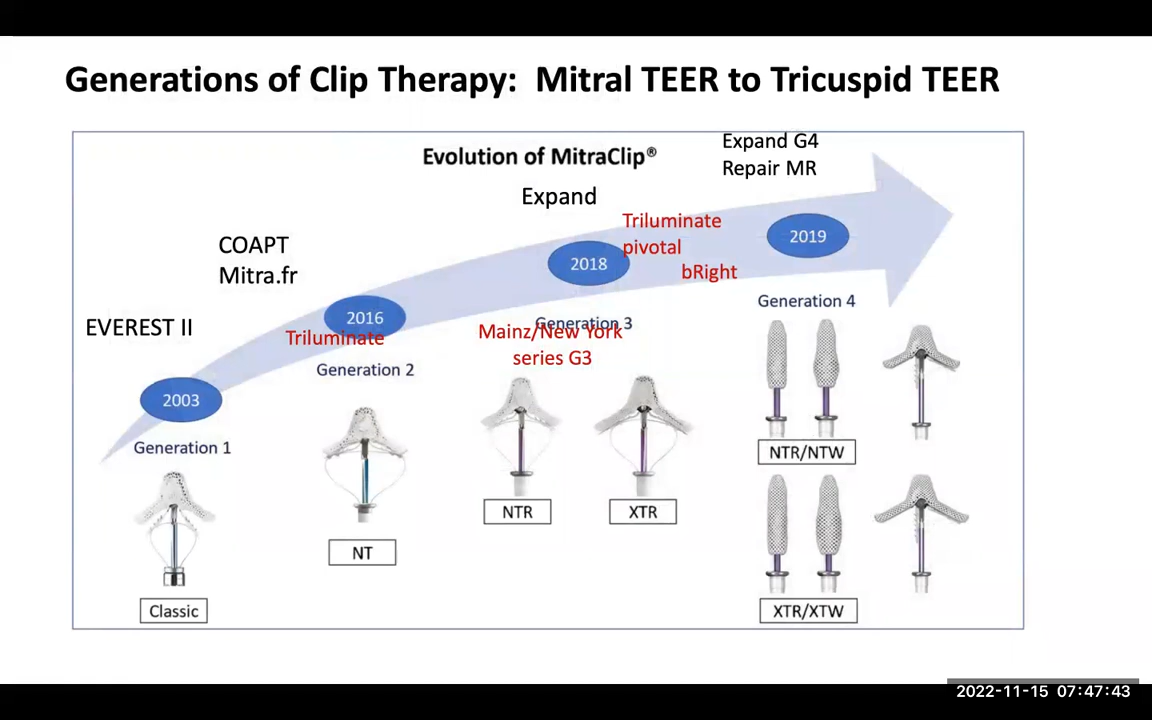 Generations of Clip Therapy: Mitral TEER to Tricuspid TEER
Evolution of MitraClip®
Expand G4
Repair MR
Expand
Triluminate
pivotal
bRight
COAPT
Mitra.fr
EVEREST II
2003
2016
2018
2019
Triluminate
Mainz/New York
series G3
Generation 1
Generation 2
Generation 3
Generation 4
Classic
NT
NTR
XTR
NTR/NTW
XTR/XTW
2022-11-15 07:47:43